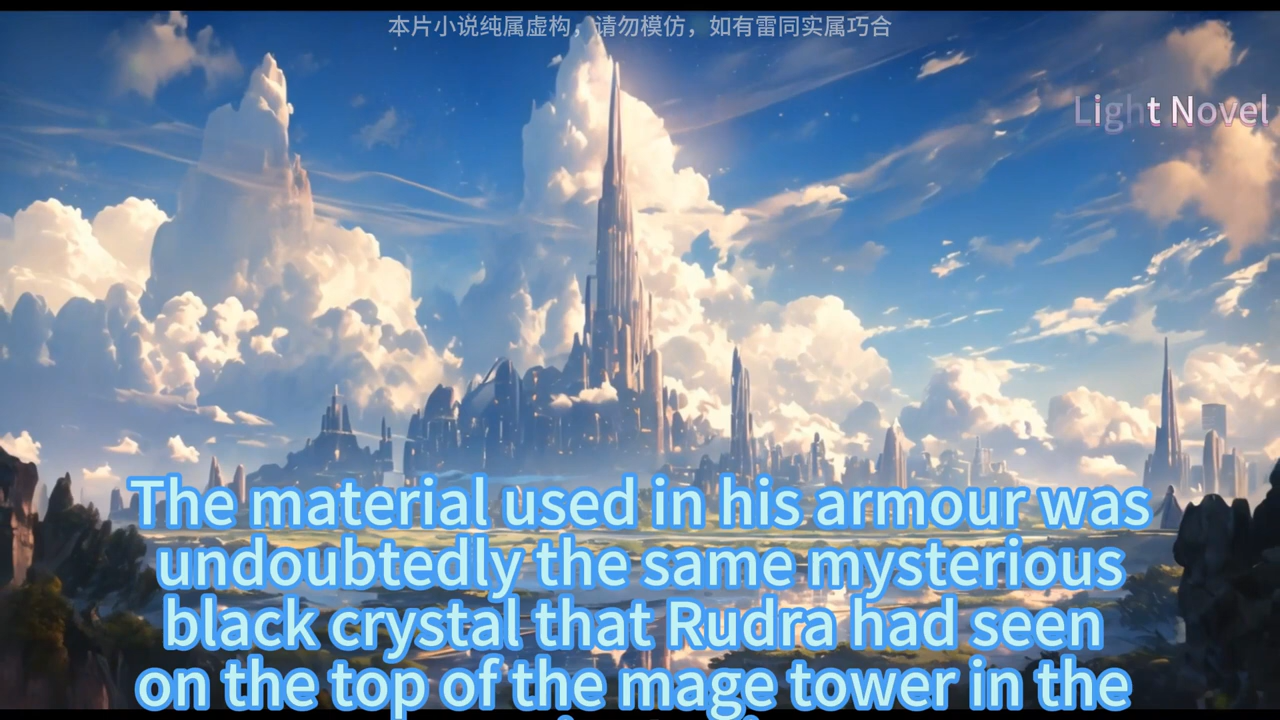 本片小说纯属虚构，请勿模仿，如有雷同实属巧合
Light Novel
The material used in his armour was
undoubtedly the same mysterious
black crystal that Rudra had seen
on the top of the mage tower in the